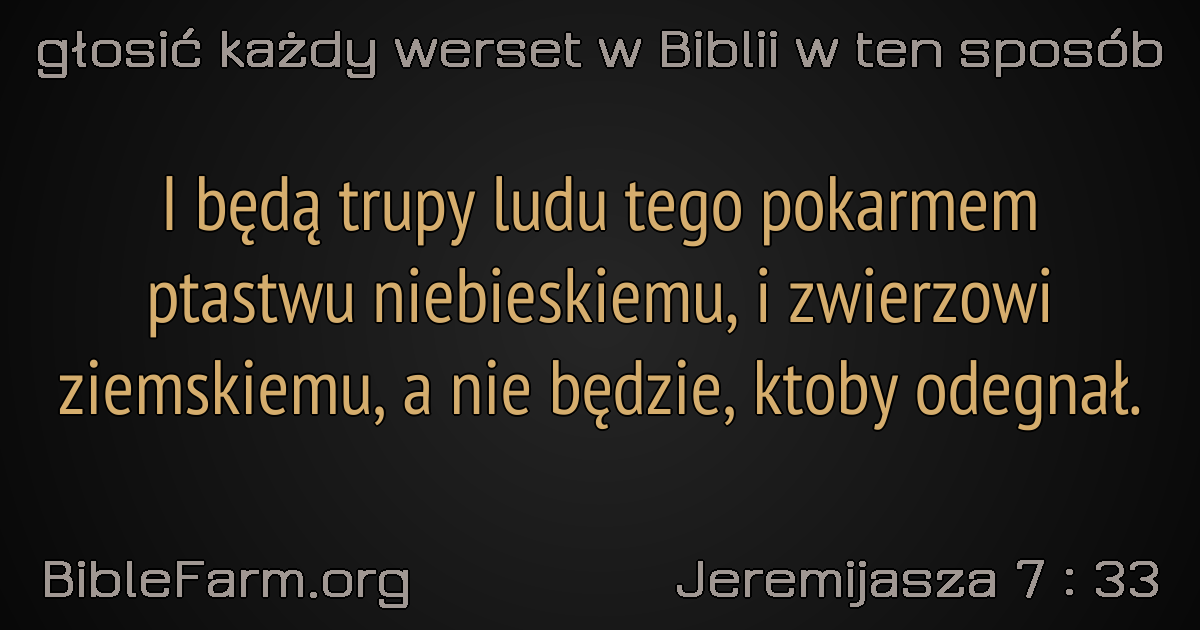 głosić każdy werset w Biblii w ten sposób
I będą trupy ludu tego pokarmem
ptastwu niebieskiemu, i zwierzowi
ziemskiemu, a nie będzie, ktoby odegnał.
BibleFarm.org
Jeremijasza 7 : 33